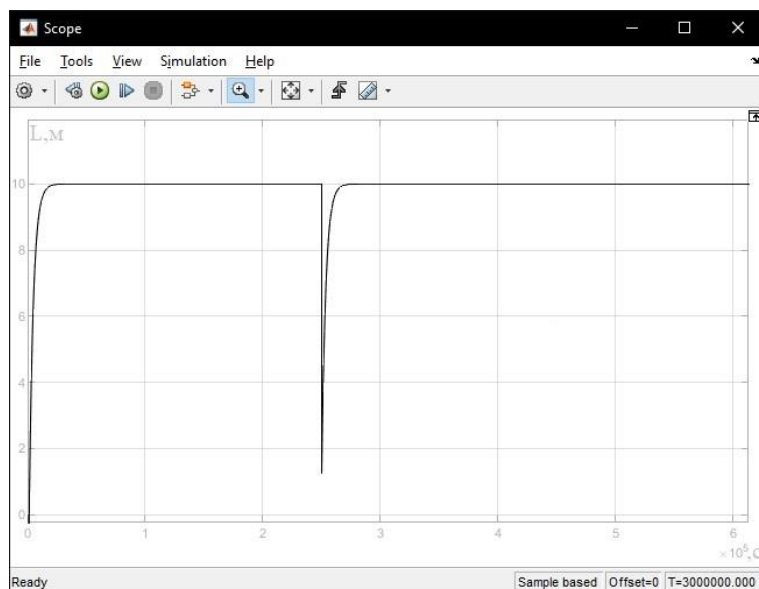 Scope
File Tools View Simulation Help
L,м
10
8
6
4
2
0
0 1 2 3 4 5 6
×10⁵,с
Ready Sample based Offset=0 T=3000000.000